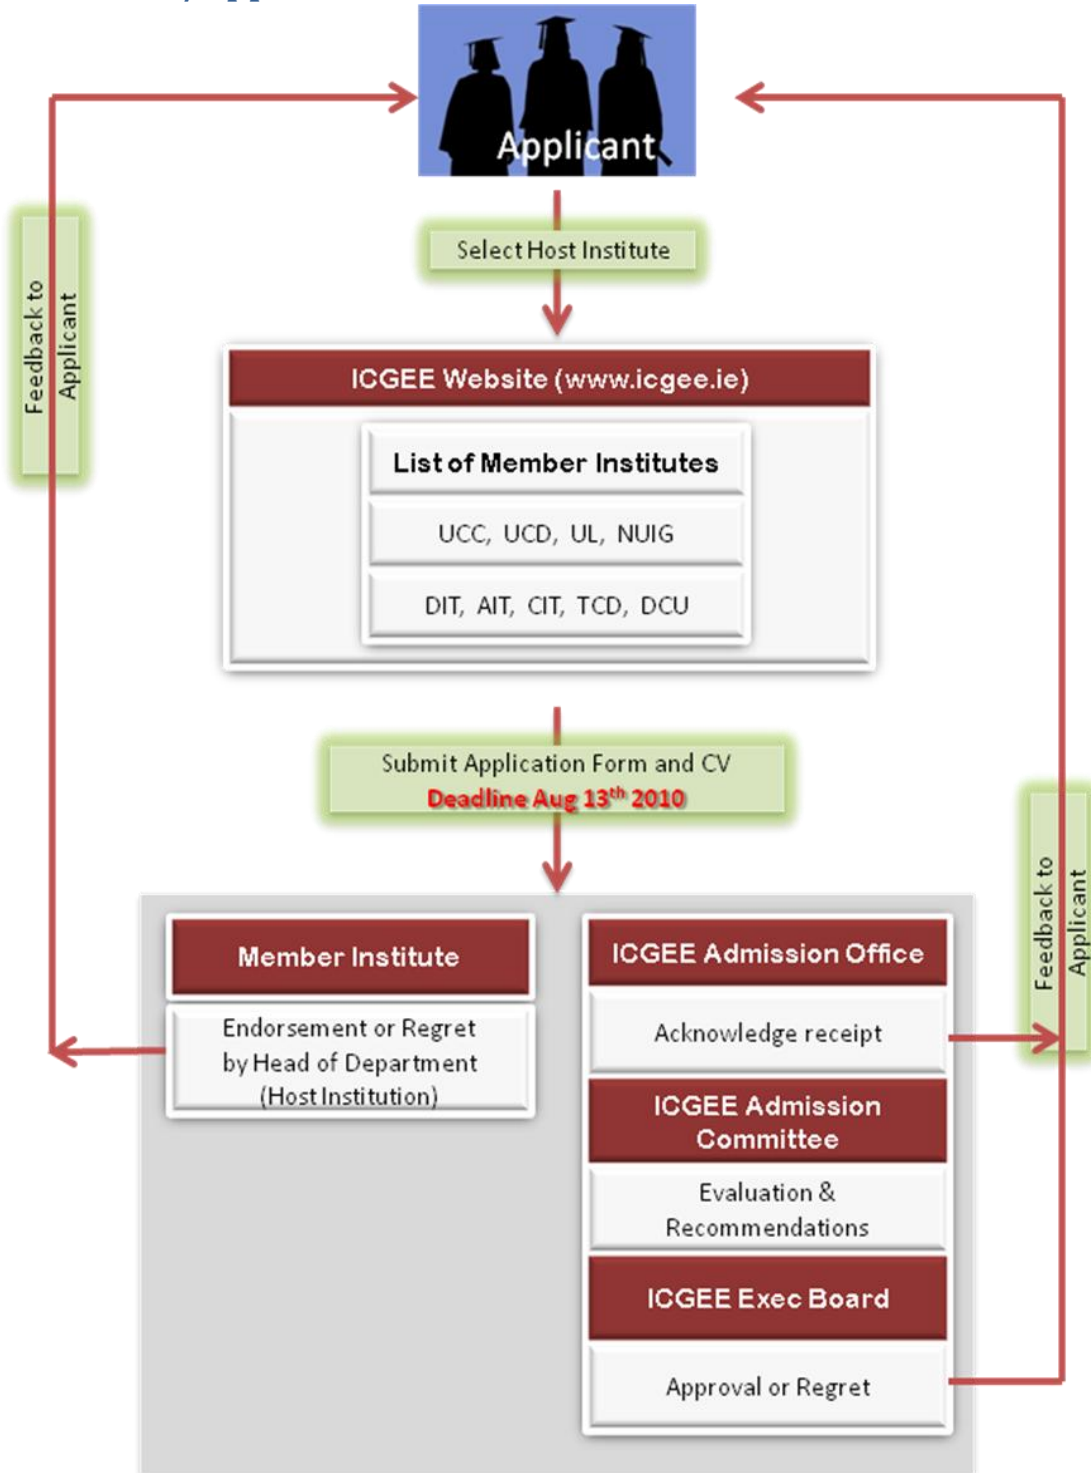 Applicant
Select Host Institute
Feedback to
Applicant
ICGEE Website (www.icgee.ie)
List of Member Institutes
UCC, UCD, UL, NUIG
DIT, AIT, CIT, TCD, DCU
Submit Application Form and CV
Deadline Aug 13th 2010
Member Institute
Endorsement or Regret
by Head of Department
(Host Institution)
ICGEE Admission Office
Acknowledge receipt
ICGEE Admission
Committee
Evaluation &
Recommendations
ICGEE Exec Board
Approval or Regret
Feedback to
Applicant